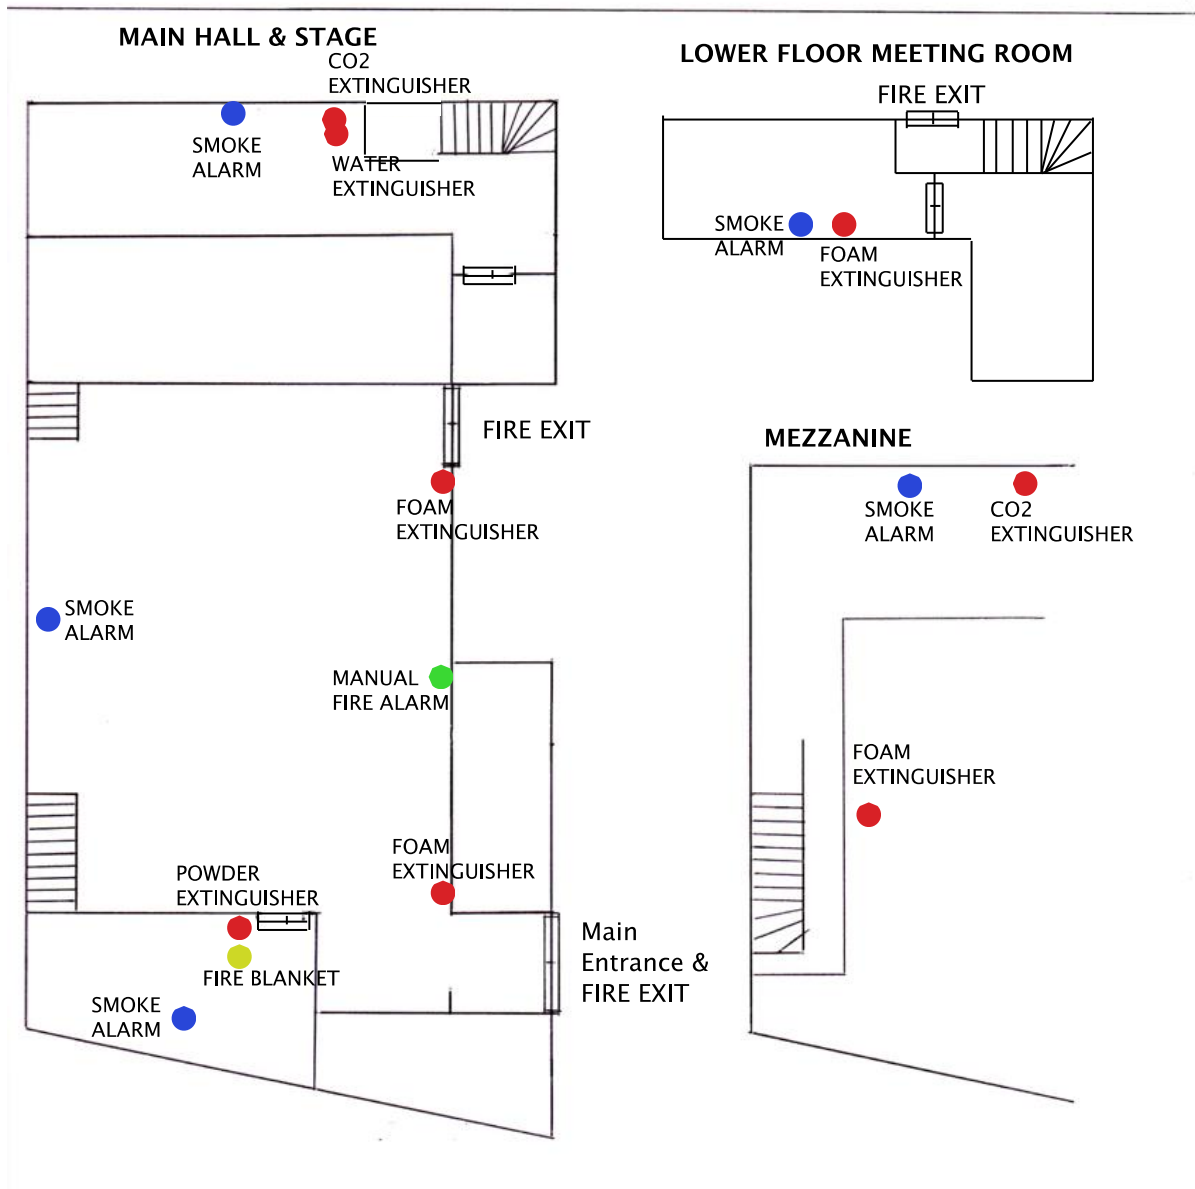 MAIN HALL & STAGE
CO2
EXTINGUISHER
SMOKE
ALARM
WATER
EXTINGUISHER
FIRE EXIT
FOAM
EXTINGUISHER
SMOKE
ALARM
MANUAL
FIRE ALARM
FOAM
EXTINGUISHER
POWDER
EXTINGUISHER
FIRE BLANKET
SMOKE
ALARM
Main
Entrance &
FIRE EXIT
LOWER FLOOR MEETING ROOM
FIRE EXIT
SMOKE
ALARM
FOAM
EXTINGUISHER
MEZZANINE
SMOKE
ALARM
CO2
EXTINGUISHER
FOAM
EXTINGUISHER